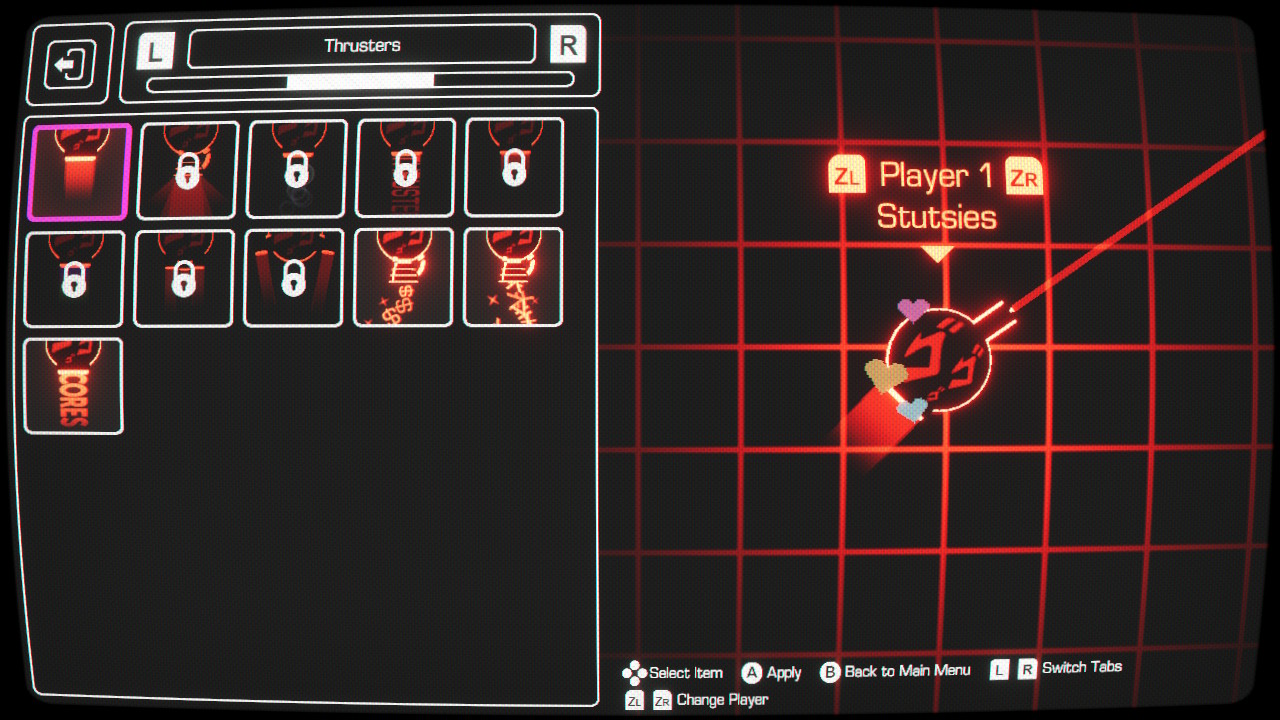 L
Thrusters
R
$$$
CORES
ZL Player 1 ZR
Stutsies
Select Item
A Apply
B Back to Main Menu
L R Switch Tabs
ZL ZR Change Player